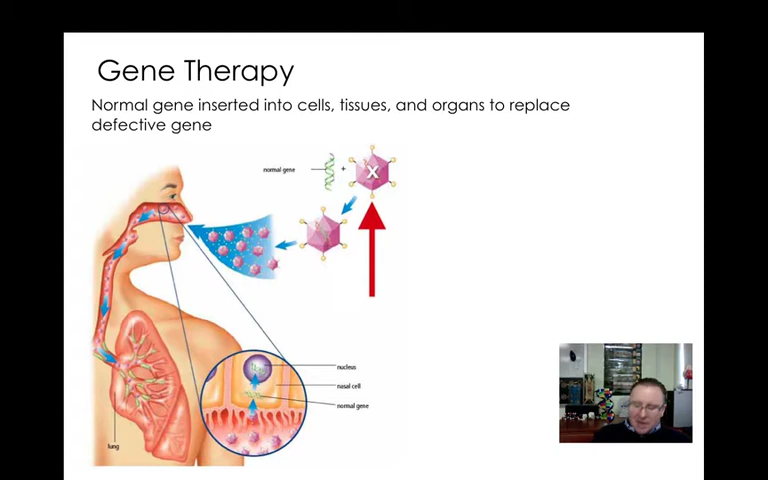 Gene Therapy
Normal gene inserted into cells, tissues, and organs to replace
defective gene
normal gene
+
X
nucleus
nasal cell
normal gene
lung